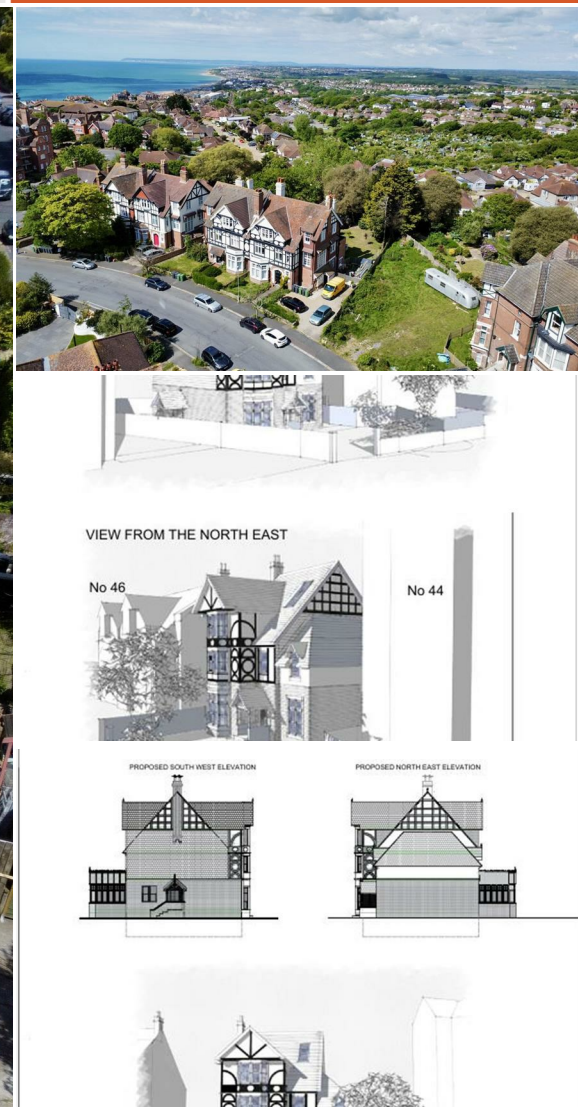 VIEW FROM THE NORTH EAST
No 46
No 44
PROPOSED SOUTH WEST ELEVATION
PROPOSED NORTH EAST ELEVATION